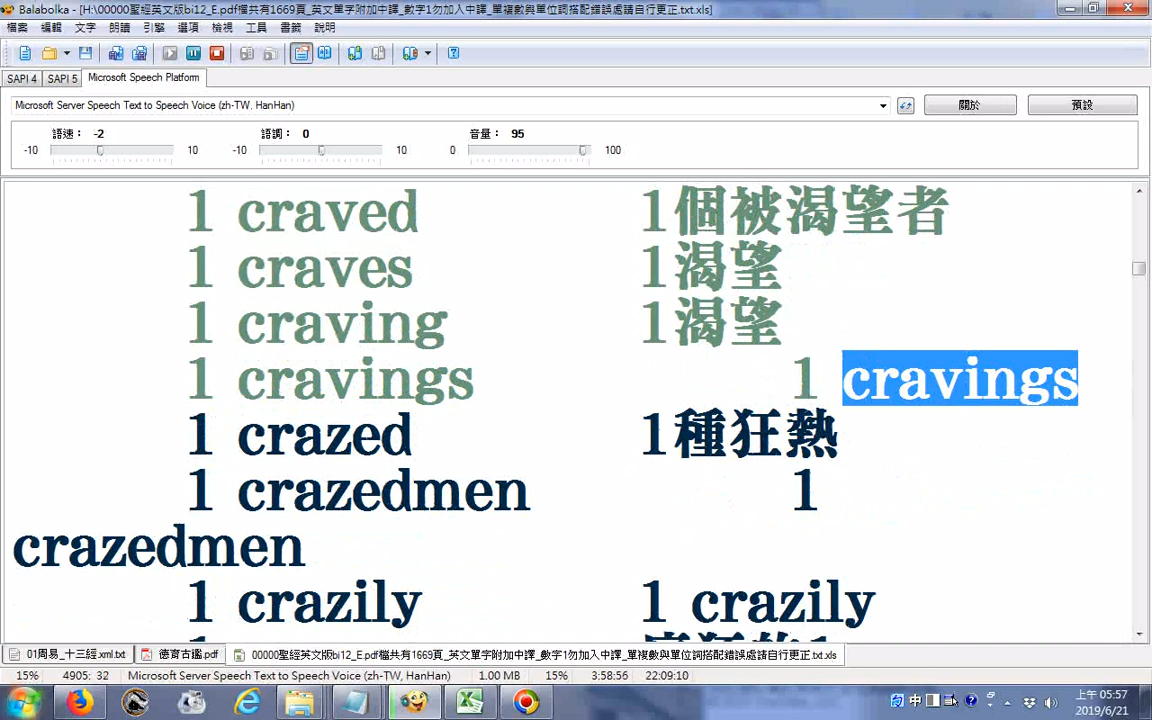 Balabolka - [H:\00000聖經英文版bi12_E.pdf檔共有1669頁_英文單字附加中譯_數字1勿加入中譯_單複數與單位詞搭配錯誤處請自行更正.txt.xls]
檔案 編輯 文字 朗讀 引擎 選項 檢視 工具 書籤 說明
SAPI 4 SAPI 5 Microsoft Speech Platform
Microsoft Server Speech Text to Speech Voice (zh-TW, HanHan) 關於 預設
語速： -2 語調： 0 音量： 95
-10 10 -10 10 0 100
1 craved 1個被渴望者
1 craves 1渴望
1 craving 1渴望
1 cravings 1 cravings
1 crazed 1種狂熱
1 crazedmen 1
crazedmen
1 crazily 1 crazily
01周易_十三經.xml.txt 德育古鑑.pdf 00000聖經英文版bi12_E.pdf檔共有1669頁_英文單字附加中譯_數字1勿加入中譯_單複數與單位詞搭配錯誤處請自行更正.txt.xls
15% 4905: 32 Microsoft Server Speech Text to Speech Voice (zh-TW, HanHan) 1.00 MB 15% 3:58:56 22:09:10
中 上午 05:57
2019/6/21